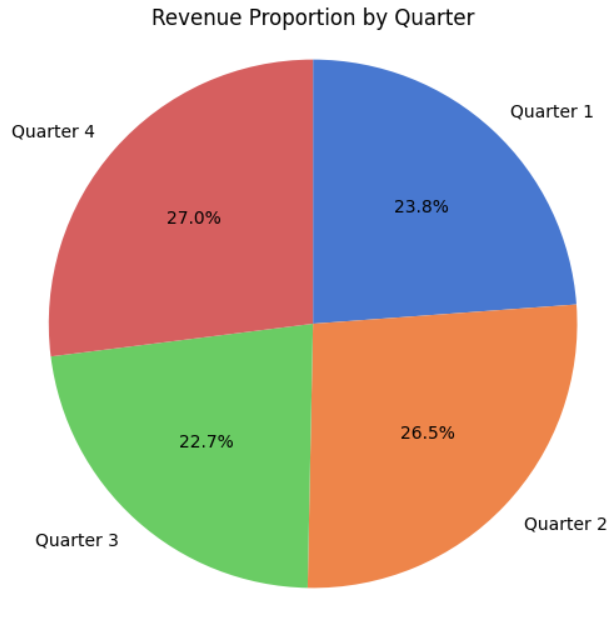 Revenue Proportion by Quarter
Quarter 4
Quarter 1
27.0%
23.8%
22.7%
26.5%
Quarter 3
Quarter 2